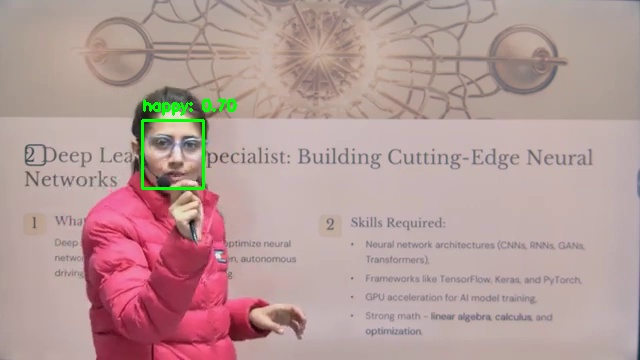 happy: 0.70
2 Deep Lea pecialist: Building Cutting-Edge Neural
Networks
1 What
2 Skills Required:
Deep optimize neural
• Neural network architectures (CNNs, RNNs, GANs,
Transformers).
autonomous
driving
• Frameworks like TensorFlow, Keras, and PyTorch.
• GPU acceleration for AI model training.
• Strong math - linear algebra, calculus, and
optimization.